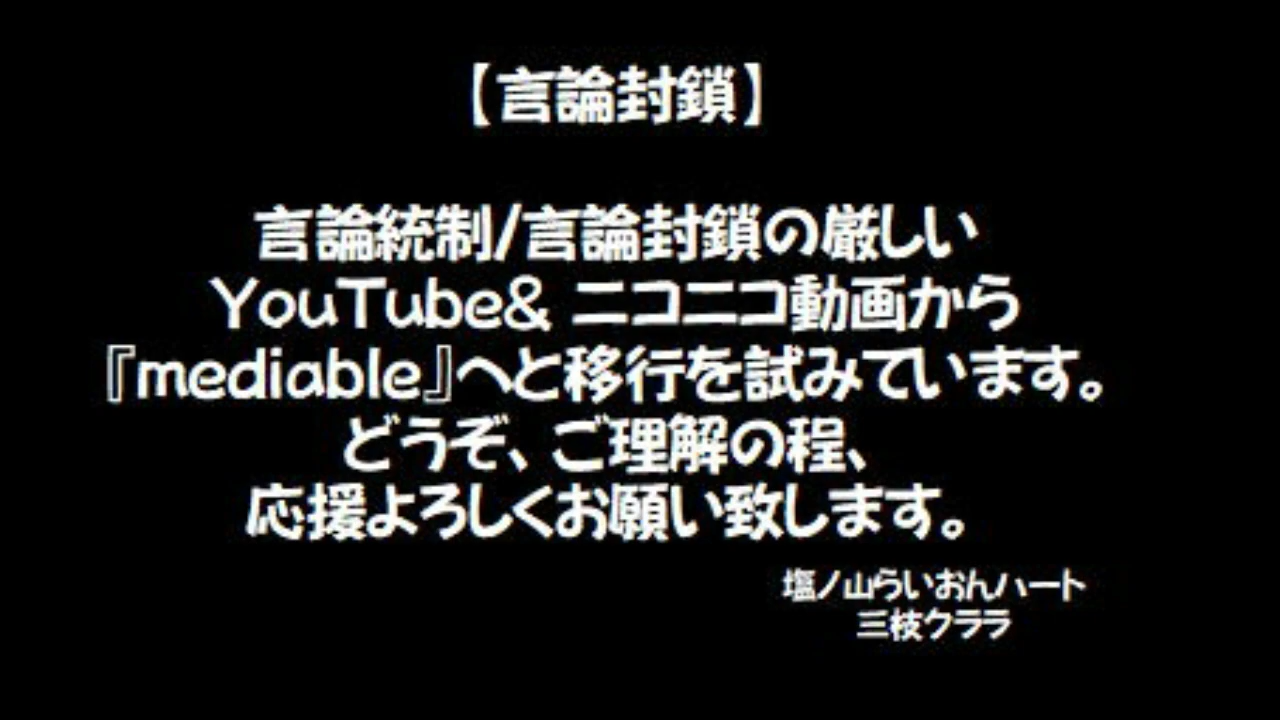 【言論封鎖】
言論統制/言論封鎖の厳しい
YouTube& ニコニコ動画から
『mediable』へと移行を試みています。
どうぞ、ご理解の程、
応援よろしくお願い致します。
塩ノ山らいおんハート
三枝クララ